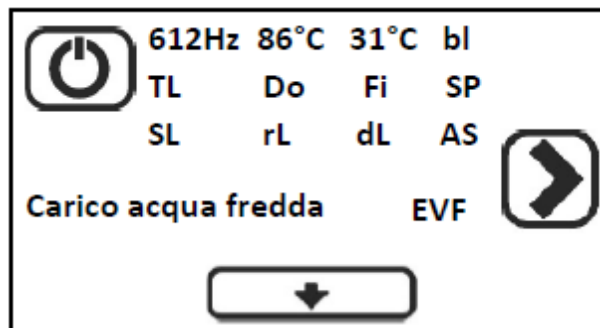 612Hz 86°C 31°C bl
TL Do Fi SP
SL rL dL AS
Carico acqua fredda EVF